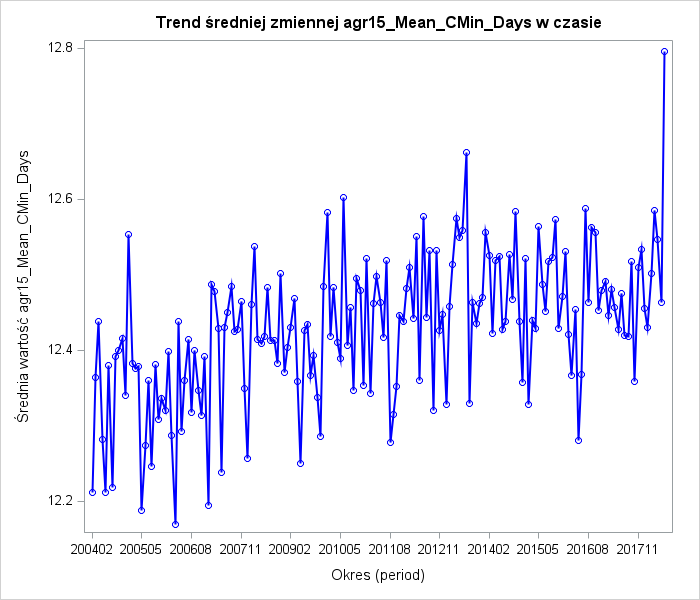 Trend średniej zmiennej agr15_Mean_CMin_Days w czasie
Średnia wartość agr15_Mean_CMin_Days
12.8
12.6
12.4
12.2
200402 200505 200608 200711 200902 201005 201108 201211 201402 201505 201608 201711
Okres (period)